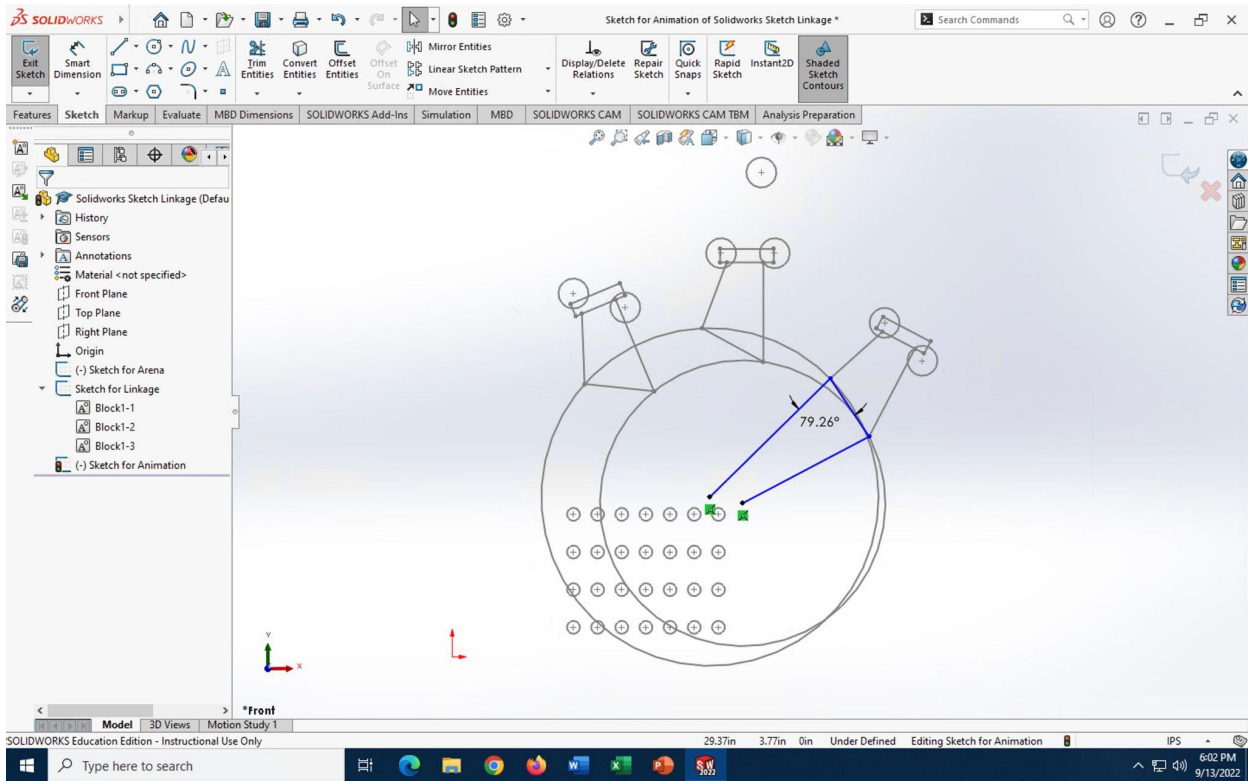 SOLIDWORKS
Sketch for Animation of Solidworks Sketch Linkage *
Search Commands
Exit Sketch
Smart Dimension
Trim Entities
Convert Entities
Offset Entities
Offset On Surface
Mirror Entities
Linear Sketch Pattern
Move Entities
Display/Delete Relations
Repair Sketch
Quick Snaps
Rapid Sketch
Instant2D
Shaded Sketch Contours
Features Sketch Markup Evaluate MBD Dimensions SOLIDWORKS Add-Ins Simulation MBD SOLIDWORKS CAM SOLIDWORKS CAM TBM Analysis Preparation
Solidworks Sketch Linkage (Defau
History
Sensors
Annotations
Material <not specified>
Front Plane
Top Plane
Right Plane
Origin
(-) Sketch for Arena
Sketch for Linkage
Block1-1
Block1-2
Block1-3
(-) Sketch for Animation
79.26°
Y
X
*Front
Model 3D Views Motion Study 1
SOLIDWORKS Education Edition - Instructional Use Only
29.37in 3.77in 0in Under Defined Editing Sketch for Animation IPS
Type here to search
6:02 PM
9/13/2022